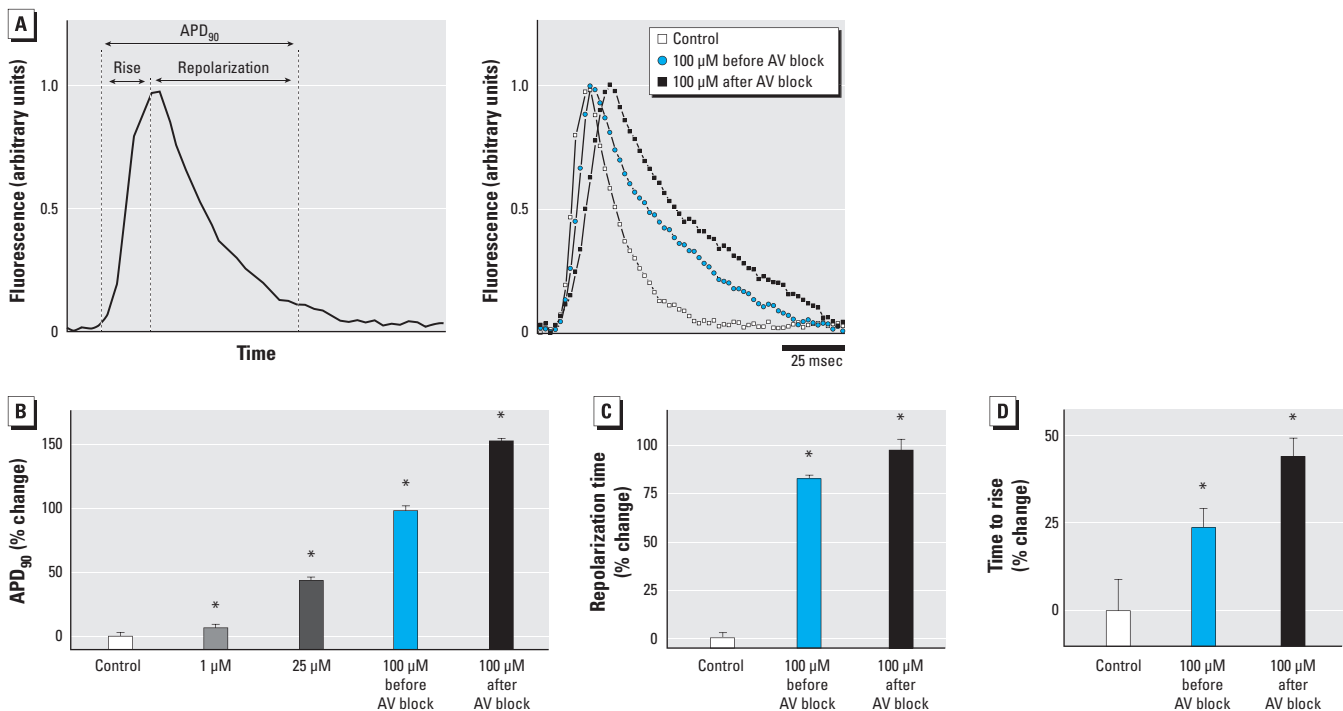 A
APD90
Rise
Repolarization
Fluorescence (arbitrary units)
1.0
0.5
0
Time
Control
100 µM before AV block
100 µM after AV block
Fluorescence (arbitrary units)
1.0
0.5
0
25 msec
B
APD90 (% change)
150
100
50
0
Control
1 µM
25 µM
100 µM
before
AV block
100 µM
after
AV block
*
*
*
*
C
Repolarization time
(% change)
100
75
50
25
0
Control
100 µM
before
AV block
100 µM
after
AV block
*
*
D
Time to rise
(% change)
50
25
0
Control
100 µM
before
AV block
100 µM
after
AV block
*
*